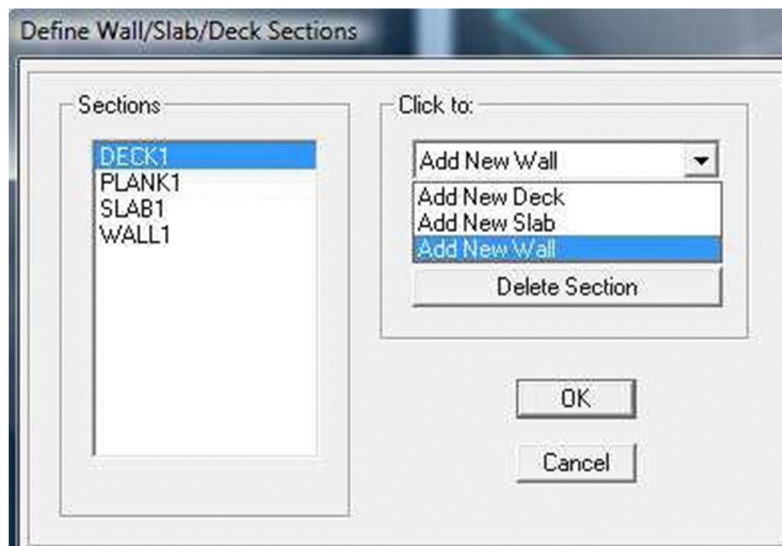 Define Wall/Slab/Deck Sections
Sections
DECK1
PLANK1
SLAB1
WALL1
Click to:
Add New Wall
Add New Deck
Add New Slab
Add New Wall
Delete Section
OK
Cancel